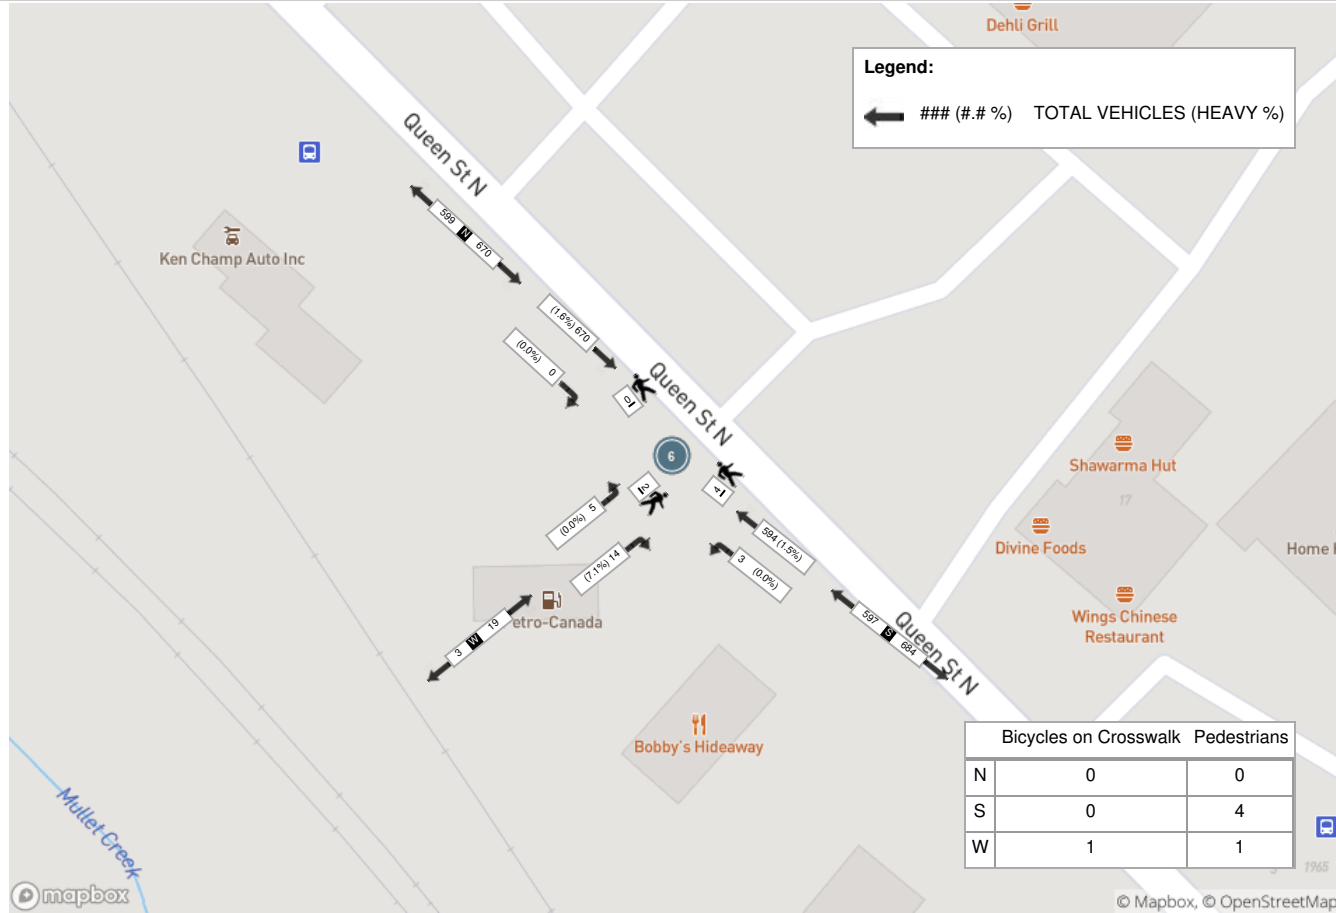 Dehli Grill
Legend:
### (#.# %) TOTAL VEHICLES (HEAVY %)
Queen St N
Ken Champ Auto Inc
599 N 670
(1.6%) 670
(0.0%) 0
0
Queen St N
6
2
4
(0.0%) 5
(7.1%) 14
594 (1.5%)
3 (0.0%)
Shawarma Hut
17
Divine Foods
Home
Wings Chinese
Restaurant
etro-Canada
3 W 19
597 S 684
Queen St N
Bobby's Hideaway
Bicycles on Crosswalk Pedestrians
N 0 0
S 0 4
W 1 1
Mullet Creek
1965
mapbox
© Mapbox, © OpenStreetMap